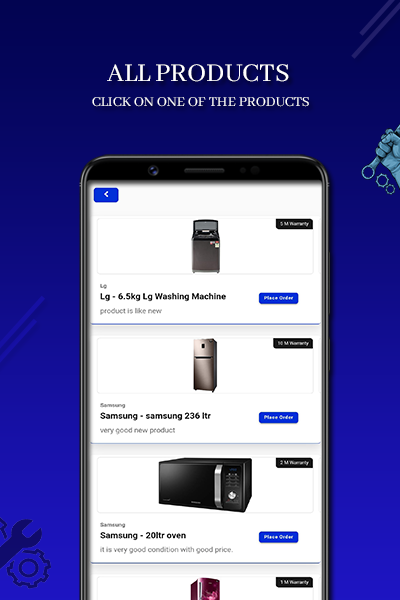 ALL PRODUCTS
CLICK ON ONE OF THE PRODUCTS
5 M Warranty
Lg
Lg - 6.5kg Lg Washing Machine
Place Order
product is like new
10 M Warranty
Samsung
Samsung - samsung 236 ltr
Place Order
very good new product
2 M Warranty
Samsung
Samsung - 20ltr oven
Place Order
it is very good condition with good price.
1 M Warranty